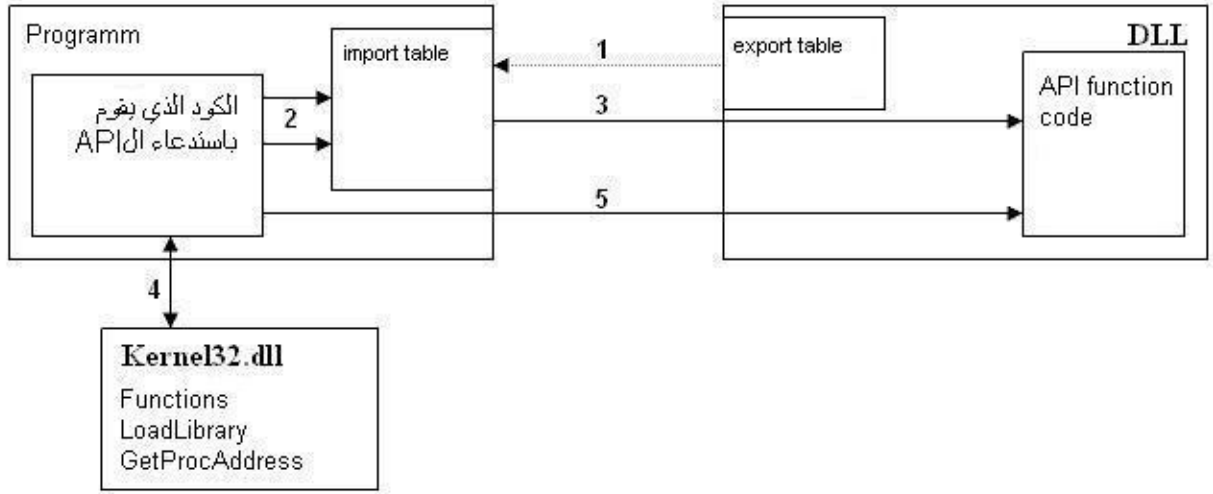 Programm
الكود الذي يقوم
باستدعاء الAPI
import table
1
2
3
5
4
export table
DLL
API function
code
Kernel32.dll
Functions
LoadLibrary
GetProcAddress